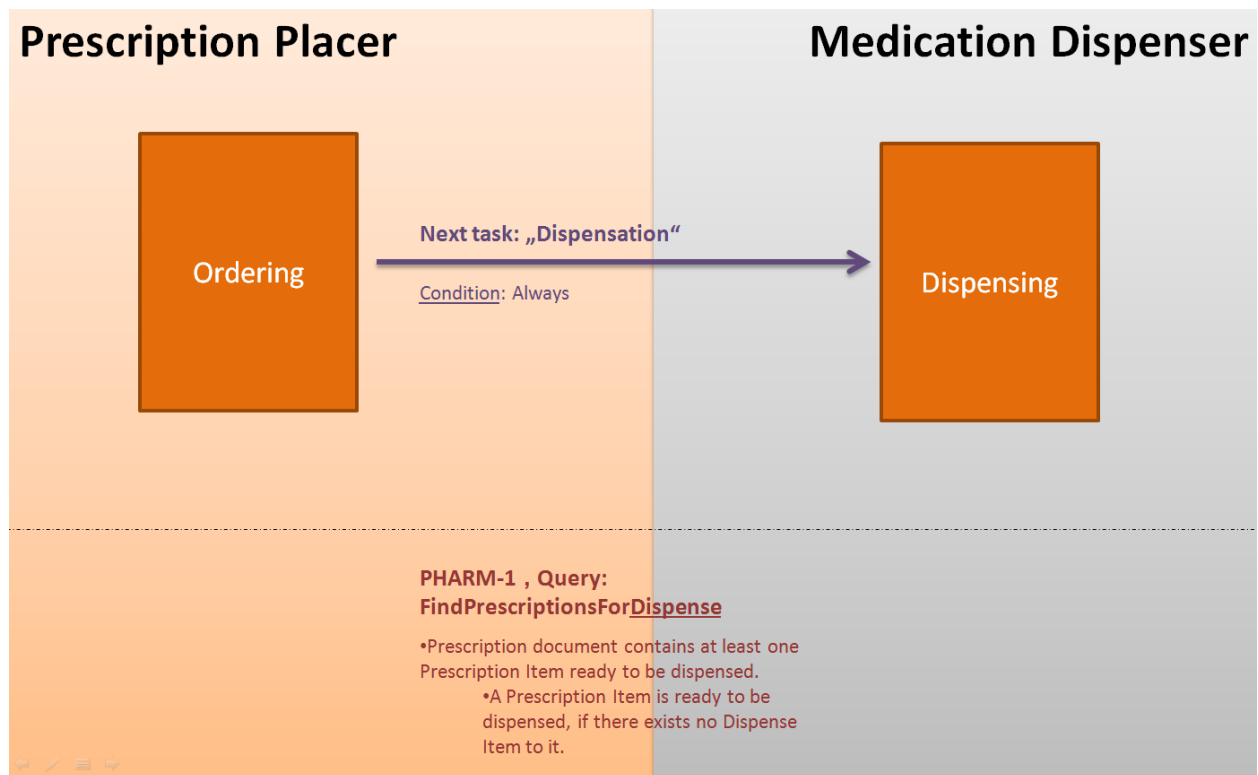 Prescription Placer
Medication Dispenser
Ordering
Next task: „Dispensation“
Condition: Always
Dispensing
PHARM-1 , Query:
FindPrescriptionsForDispense
•Prescription document contains at least one
Prescription Item ready to be dispensed.
•A Prescription Item is ready to be
dispensed, if there exists no Dispense
Item to it.